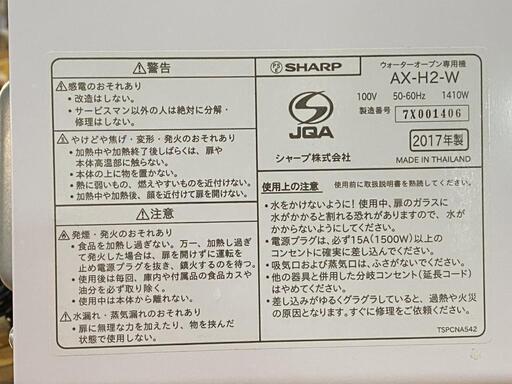 ⚠警告
⚠感電のおそれあり
・改造はしない。
・サービスマン以外の人は絶対に分解・
修理はしない。
⚠やけどや焦げ・変形・発火のおそれあり
・加熱中や加熱終了後しばらくは、扉や
本体高温部に触らない。
・本体の上に物を置かない。
・熱に弱いもの、燃えやすいものを近付けない。
・加熱中や加熱後、顔を近付けて扉を開けない。
⚠注意
⚠発煙・発火のおそれあり
・食品を加熱し過ぎない。万一、加熱し過ぎ
て発火した場合は、扉を開けずに運転を
止め電源プラグを抜き、鎮火するのを待つ。
・使用後は毎回、庫内や付属品の食品カスや
油分を必ず取り除く。
・使用中は本体から離れない。
⚠水漏れ・蒸気漏れのおそれあり
・扉に無理な力を加えたり、物を挟んだ
状態で使用しない。
SHARP
ウォーターオーブン専用機
AX-H2-W
100V 50-60Hz 1410W
製造番号 7X001406
JQA
2017年製
シャープ株式会社
MADE IN THAILAND
使用上の注意 使用前に取扱説明書を熟読してください。
・水をかけないように!使用中、扉のガラスに
水がかかると割れる恐れがありますので、水が
かからないようにしてください。
・電源プラグは、必ず15A(1500W)以上の
コンセントに確実に差し込んでください。
・吸気口および蒸気口は、ふさがないでください。
・他の器具と併用した分岐コンセント(延長コード)
はやめてください。
・差し込みがゆるくグラグラしていると、過熱や火災
の原因となります。すぐに修理をご依頼ください。
TSPCNA542